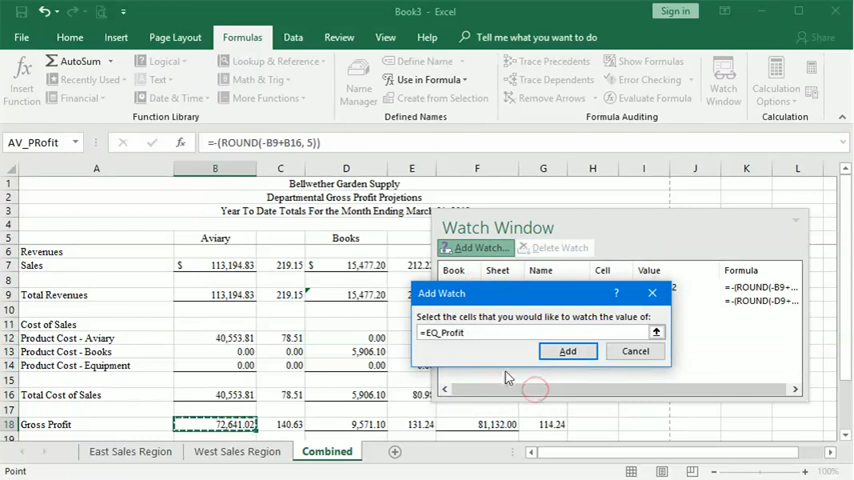 Book3 - Excel
Sign in
File Home Insert Page Layout Formulas Data Review View Help Tell me what you want to do Share
Insert Function
AutoSum
Recently Used
Financial
Logical
Text
Date & Time
Lookup & Reference
Math & Trig
Function Library
Name Manager
Define Name
Use in Formula
Create from Selection
Defined Names
Trace Precedents
Trace Dependents
Remove Arrows
Show Formulas
Error Checking
Evaluate Formula
Formula Auditing
Watch Window
Calculation Options
Calculation
AV_PRofit =-(ROUND(-B9+B16, 5))
A B C D E F G H I J K L
1 Bellwether Garden Supply
2 Departmental Gross Profit Projetions
3 Year To Date Totals For the Month Ending March
4
5 Aviary Books
6 Revenues
7 Sales $ 113,194.83 219.15 $ 15,477.20 212.2
8
9 Total Revenues 113,194.83 219.15 15,477.20
10
11 Cost of Sales
12 Product Cost - Aviary 40,553.81 78.51 0.00
13 Product Cost - Books 0.00 0.00 5,906.10
14 Product Cost - Equipment 0.00 0.00 0.00
15
16 Total Cost of Sales 40,553.81 78.51 5,906.10 80.9
17
18 Gross Profit 72,641.02 140.63 9,571.10 131.24 81,132.00 114.24
19
Watch Window
Add Watch... Delete Watch
Book Sheet Name Cell Value Formula
2 =-(ROUND(-B9+...
=-(ROUND(-D9+...
Add Watch ?
Select the cells that you would like to watch the value of:
=EQ_Profit
Add Cancel
East Sales Region West Sales Region Combined
Point 100%